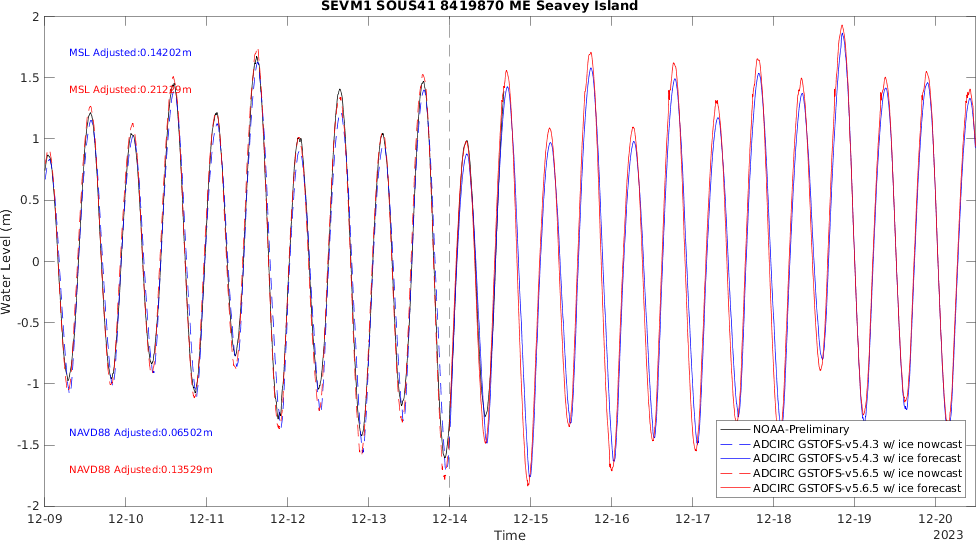 SEVM1 SOUS41 8419870 ME Seavey Island
Water Level (m)
2
1.5
1
0.5
0
-0.5
-1
-1.5
-2
MSL Adjusted:0.14202m
MSL Adjusted:0.21229m
NAVD88 Adjusted:0.06502m
NAVD88 Adjusted:0.13529m
NOAA-Preliminary
ADCIRC GSTOFS-v5.4.3 w/ ice nowcast
ADCIRC GSTOFS-v5.4.3 w/ ice forecast
ADCIRC GSTOFS-v5.6.5 w/ ice nowcast
ADCIRC GSTOFS-v5.6.5 w/ ice forecast
12-09 12-10 12-11 12-12 12-13 12-14 12-15 12-16 12-17 12-18 12-19 12-20
Time
2023